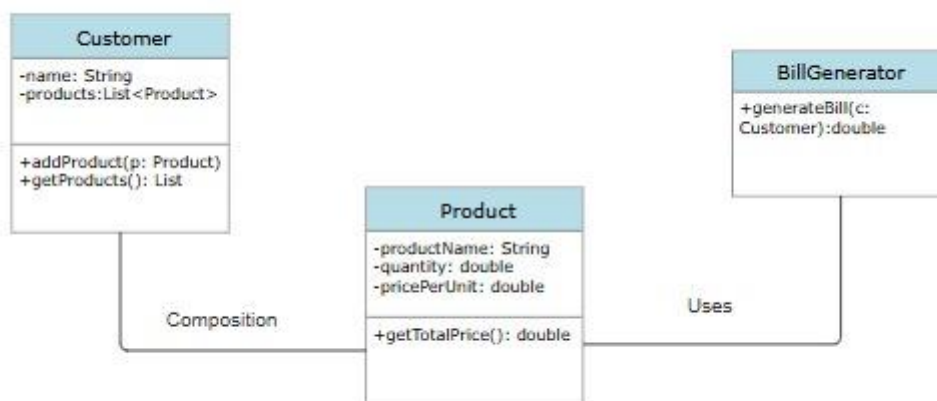 Customer
-name: String
-products:List<Product>
+addProduct(p: Product)
+getProducts(): List
BillGenerator
+generateBill(c:
Customer):double
Product
-productName: String
-quantity: double
-pricePerUnit: double
+getTotalPrice(): double
Composition
Uses